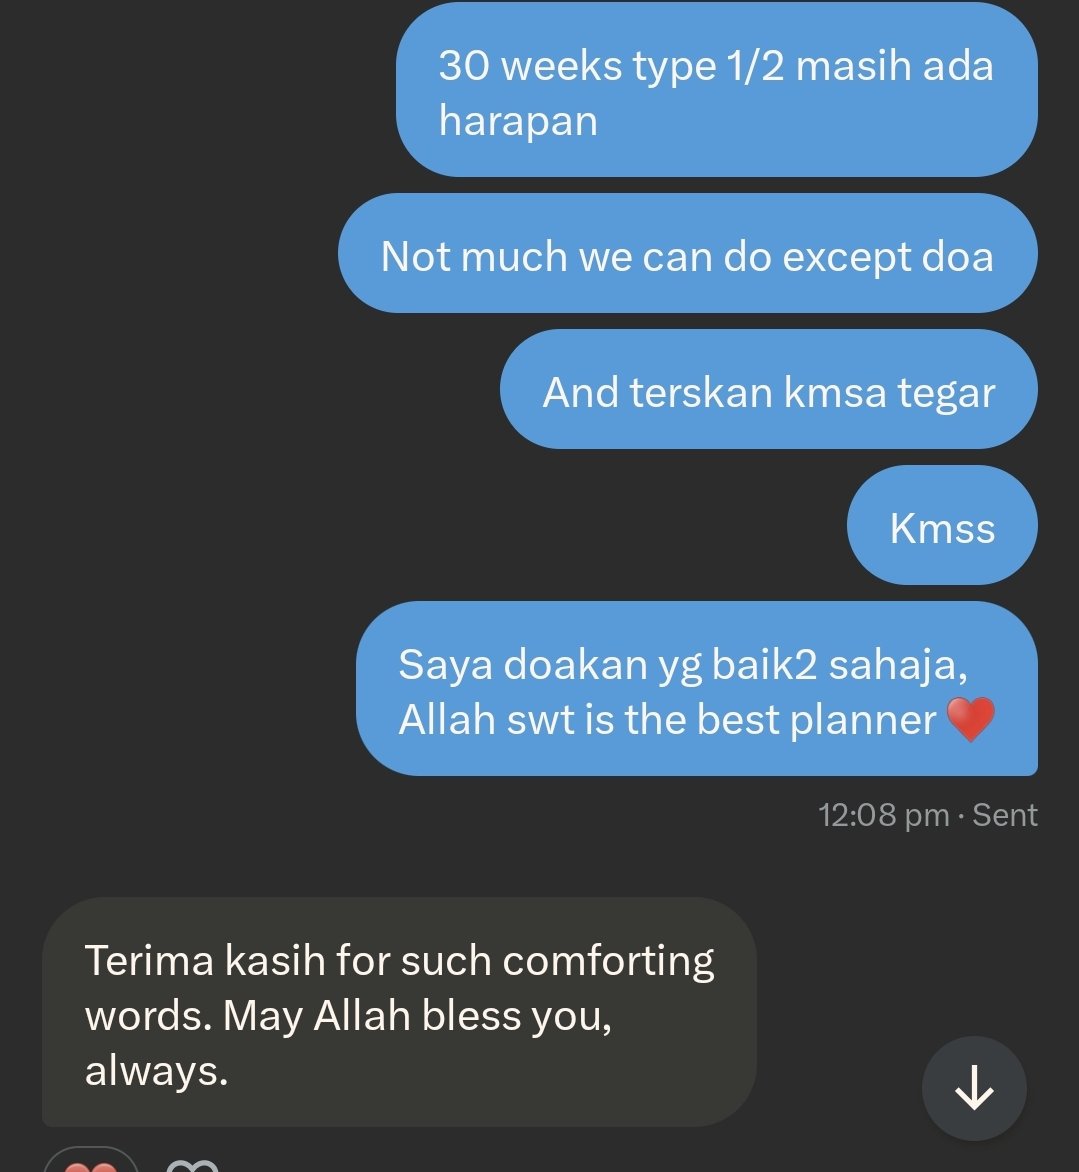 30 weeks type 1/2 masih ada
harapan
Not much we can do except doa
And terskan kmsa tegar
Kmss
Saya doakan yg baik2 sahaja,
Allah swt is the best planner ❤️
12:08 pm · Sent
Terima kasih for such comforting
words. May Allah bless you,
always.